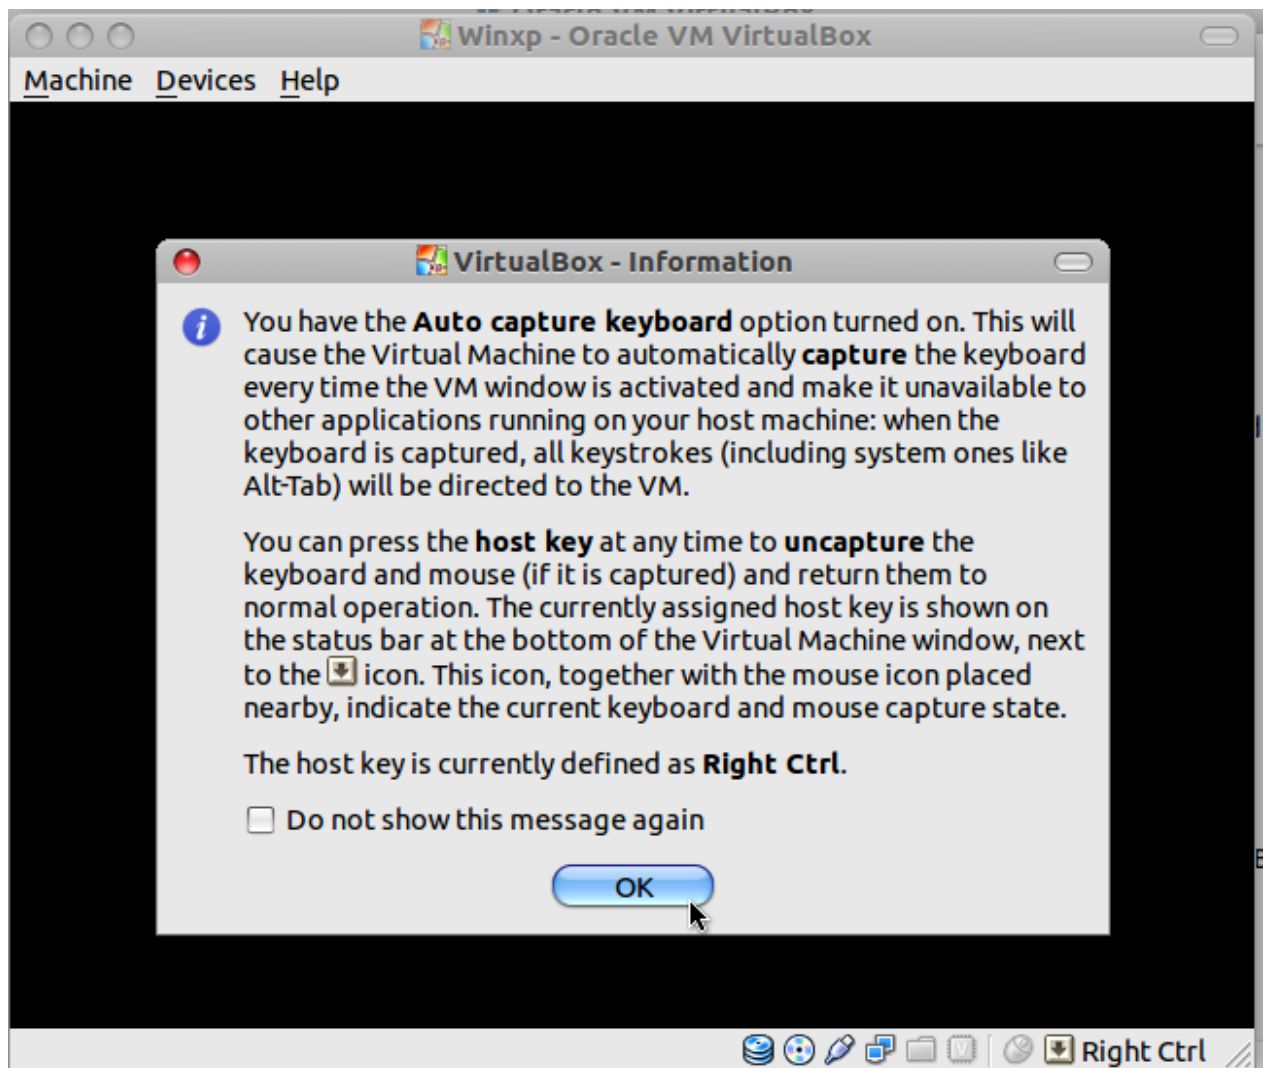 Winxp - Oracle VM VirtualBox
Machine Devices Help
VirtualBox - Information
You have the Auto capture keyboard option turned on. This will
cause the Virtual Machine to automatically capture the keyboard
every time the VM window is activated and make it unavailable to
other applications running on your host machine: when the
keyboard is captured, all keystrokes (including system ones like
Alt-Tab) will be directed to the VM.
You can press the host key at any time to uncapture the
keyboard and mouse (if it is captured) and return them to
normal operation. The currently assigned host key is shown on
the status bar at the bottom of the Virtual Machine window, next
to the icon. This icon, together with the mouse icon placed
nearby, indicate the current keyboard and mouse capture state.
The host key is currently defined as Right Ctrl.
Do not show this message again
OK
Right Ctrl